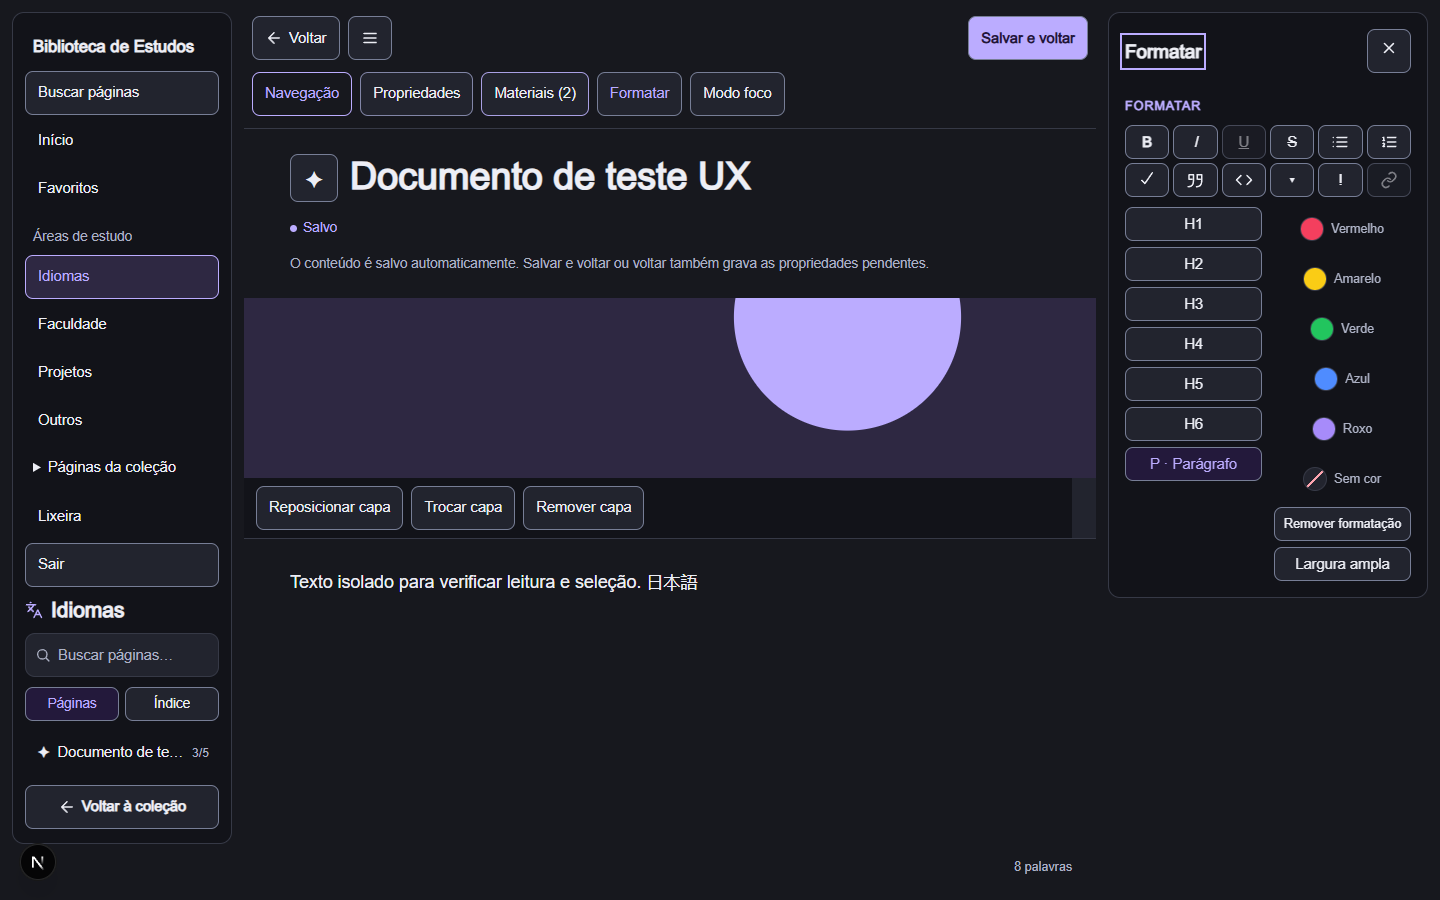 Biblioteca de Estudos
Buscar páginas
Início
Favoritos
Áreas de estudo
Idiomas
Faculdade
Projetos
Outros
Páginas da coleção
Lixeira
Sair
Idiomas
Buscar páginas...
Páginas Índice
Documento de te... 3/5
Voltar à coleção
N
Voltar
Salvar e voltar
Navegação Propriedades Materiais (2) Formatar Modo foco
Documento de teste UX
Salvo
O conteúdo é salvo automaticamente. Salvar e voltar ou voltar também grava as propriedades pendentes.
Reposicionar capa Trocar capa Remover capa
Texto isolado para verificar leitura e seleção. 日本語
8 palavras
Formatar
FORMATAR
B I U S
!
H1
H2
H3
H4
H5
H6
P · Parágrafo
Vermelho
Amarelo
Verde
Azul
Roxo
Sem cor
Remover formatação
Largura ampla